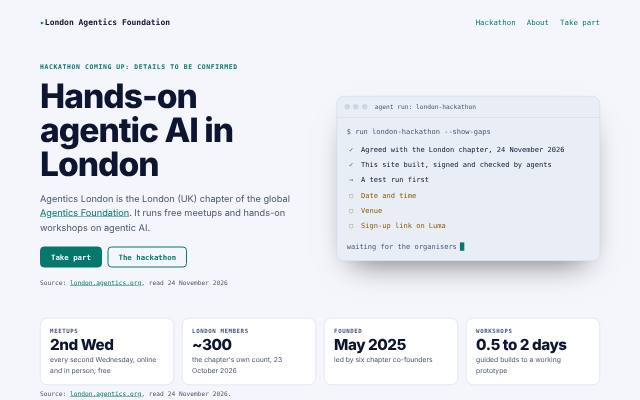 London Agentics Foundation
Hackathon About Take part
HACKATHON COMING UP: DETAILS TO BE CONFIRMED
Hands-on
agentic AI in
London
Agentics London is the London (UK) chapter of the global
Agentics Foundation. It runs free meetups and hands-on
workshops on agentic AI.
Take part
The hackathon
Source: london.agentics.org, read 24 November 2026
agent run: london-hackathon
$ run london-hackathon --show-gaps
✓ Agreed with the London chapter, 24 November 2026
✓ This site built, signed and checked by agents
→ A test run first
□ Date and time
□ Venue
□ Sign-up link on Luma
waiting for the organisers
MEETUPS
2nd Wed
every second Wednesday, online
and in person; free
LONDON MEMBERS
~300
the chapter's own count, 23
October 2026
FOUNDED
May 2025
led by six chapter co-founders
WORKSHOPS
0.5 to 2 days
guided builds to a working
prototype
Source: london.agentics.org, read 24 November 2026.